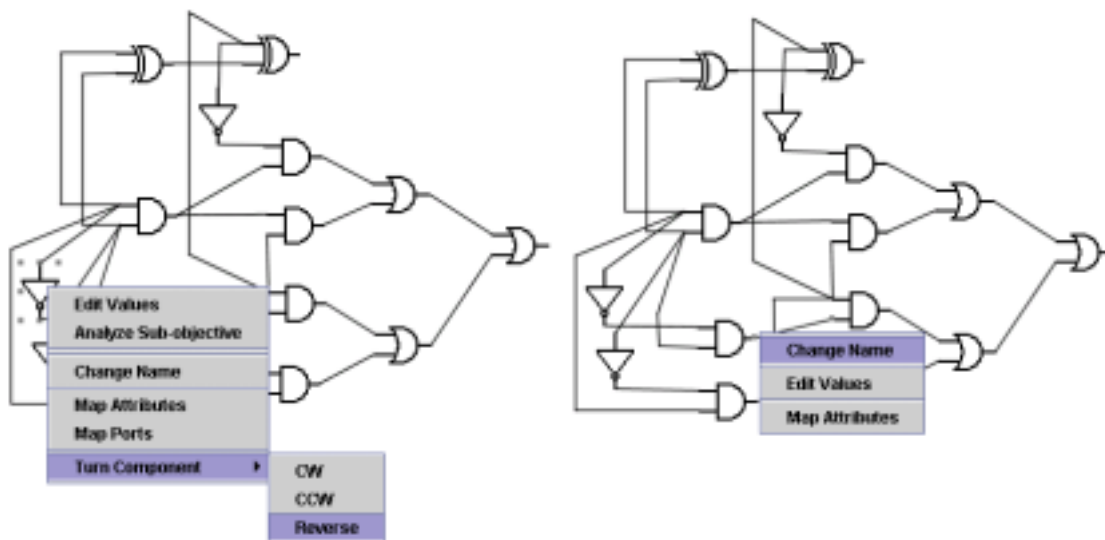 Edit Values
Analyze Sub-objective
Change Name
Map Attributes
Map Ports
Turn Component
CW
CCW
Reverse
Change Name
Edit Values
Map Attributes